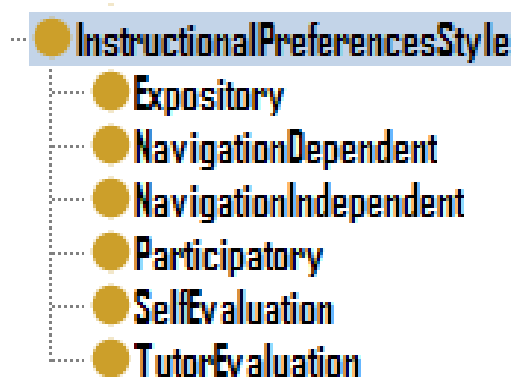 InstructionalPreferencesStyle
Expository
NavigationDependent
NavigationIndependent
Participatory
SelfEvaluation
TutorEvaluation